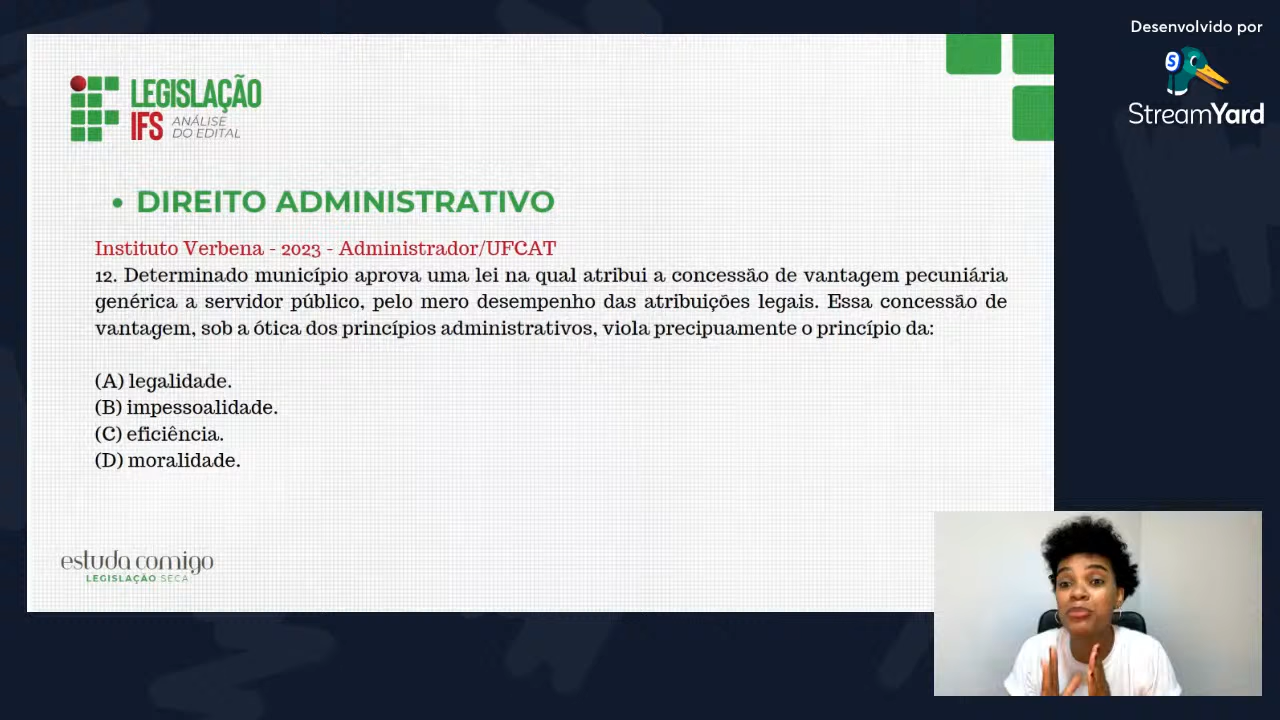 Desenvolvido por
StreamYard
LEGISLAÇÃO
IFS ANÁLISE
DO EDITAL
• DIREITO ADMINISTRATIVO
Instituto Verbena - 2023 - Administrador/UFCAT
12. Determinado município aprova uma lei na qual atribui a concessão de vantagem pecuniária
genérica a servidor público, pelo mero desempenho das atribuições legais. Essa concessão de
vantagem, sob a ótica dos princípios administrativos, viola precipuamente o princípio da:
(A) legalidade.
(B) impessoalidade.
(C) eficiência.
(D) moralidade.
estuda comigo
LEGISLAÇÃO SECA